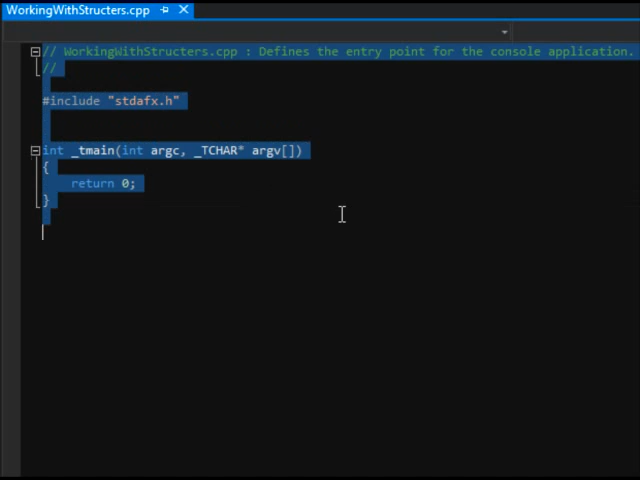 WorkingWithStructers.cpp
// WorkingWithStructers.cpp : Defines the entry point for the console application.
//
#include "stdafx.h"
int _tmain(int argc, _TCHAR* argv[])
{
return 0;
}